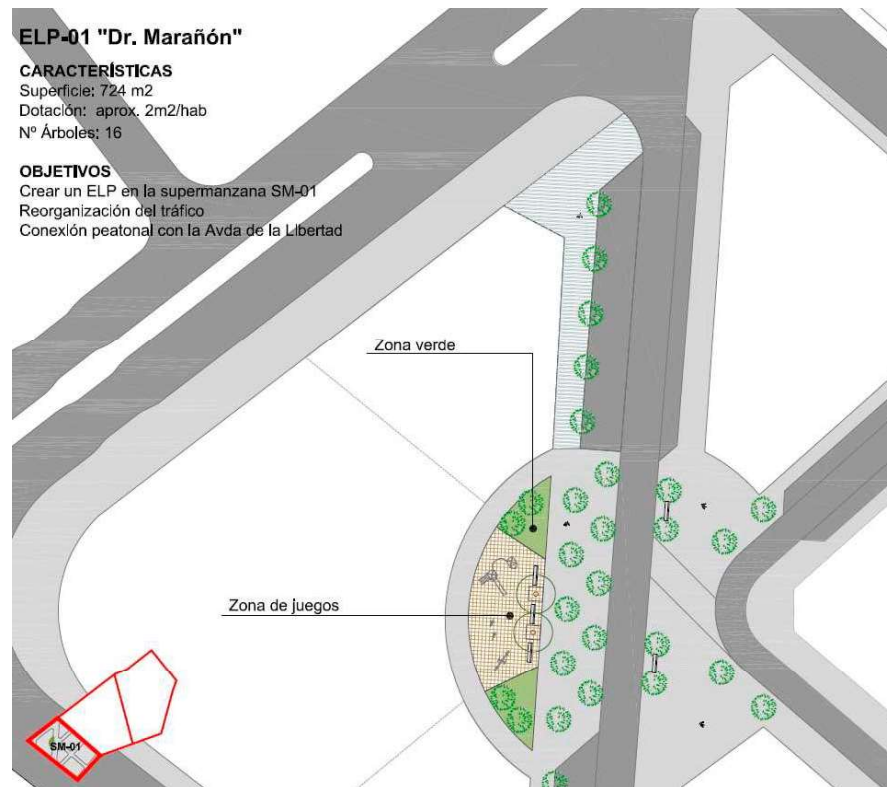 ELP-01 "Dr. Marañón"
CARACTERÍSTICAS
Superficie: 724 m2
Dotación: aprox. 2m2/hab
Nº Árboles: 16
OBJETIVOS
Crear un ELP en la supermanzana SM-01
Reorganización del tráfico
Conexión peatonal con la Avda de la Libertad
Zona verde
Zona de juegos
SM-01